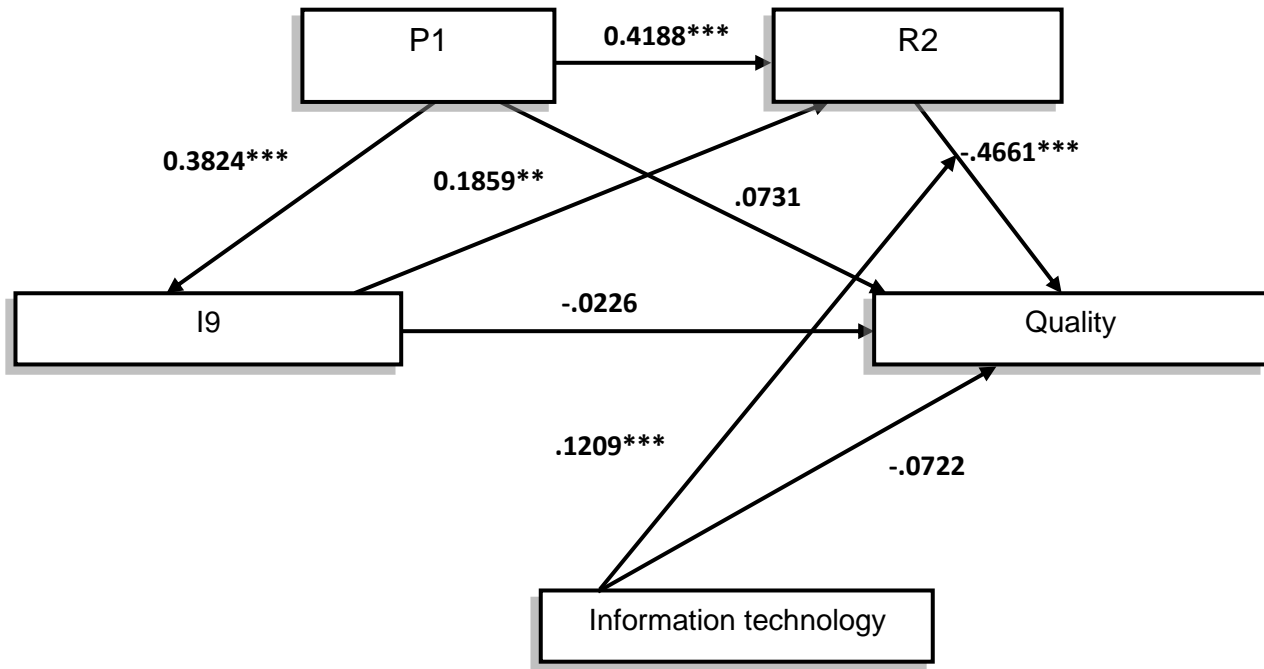 P1
0.4188***
R2
0.3824***
0.1859**
.0731
-.4661***
I9
-.0226
Quality
.1209***
-.0722
Information technology